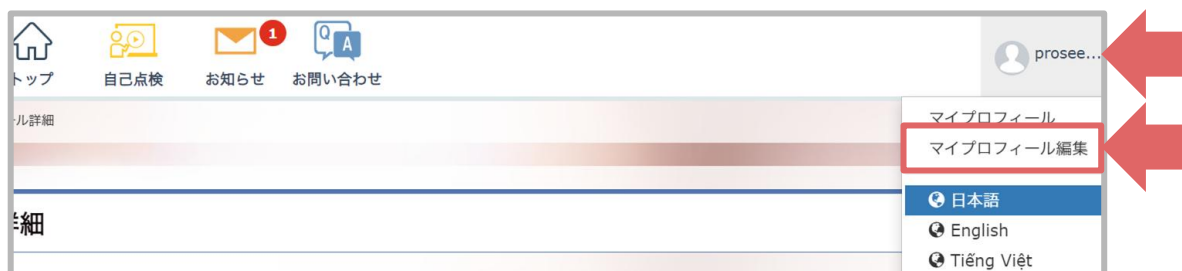 トップ
自己点検
お知らせ
1
Q
A
お問い合わせ
prosee...
ール詳細
マイプロフィール
マイプロフィール編集
日本語
詳細
English
Tiếng Việt